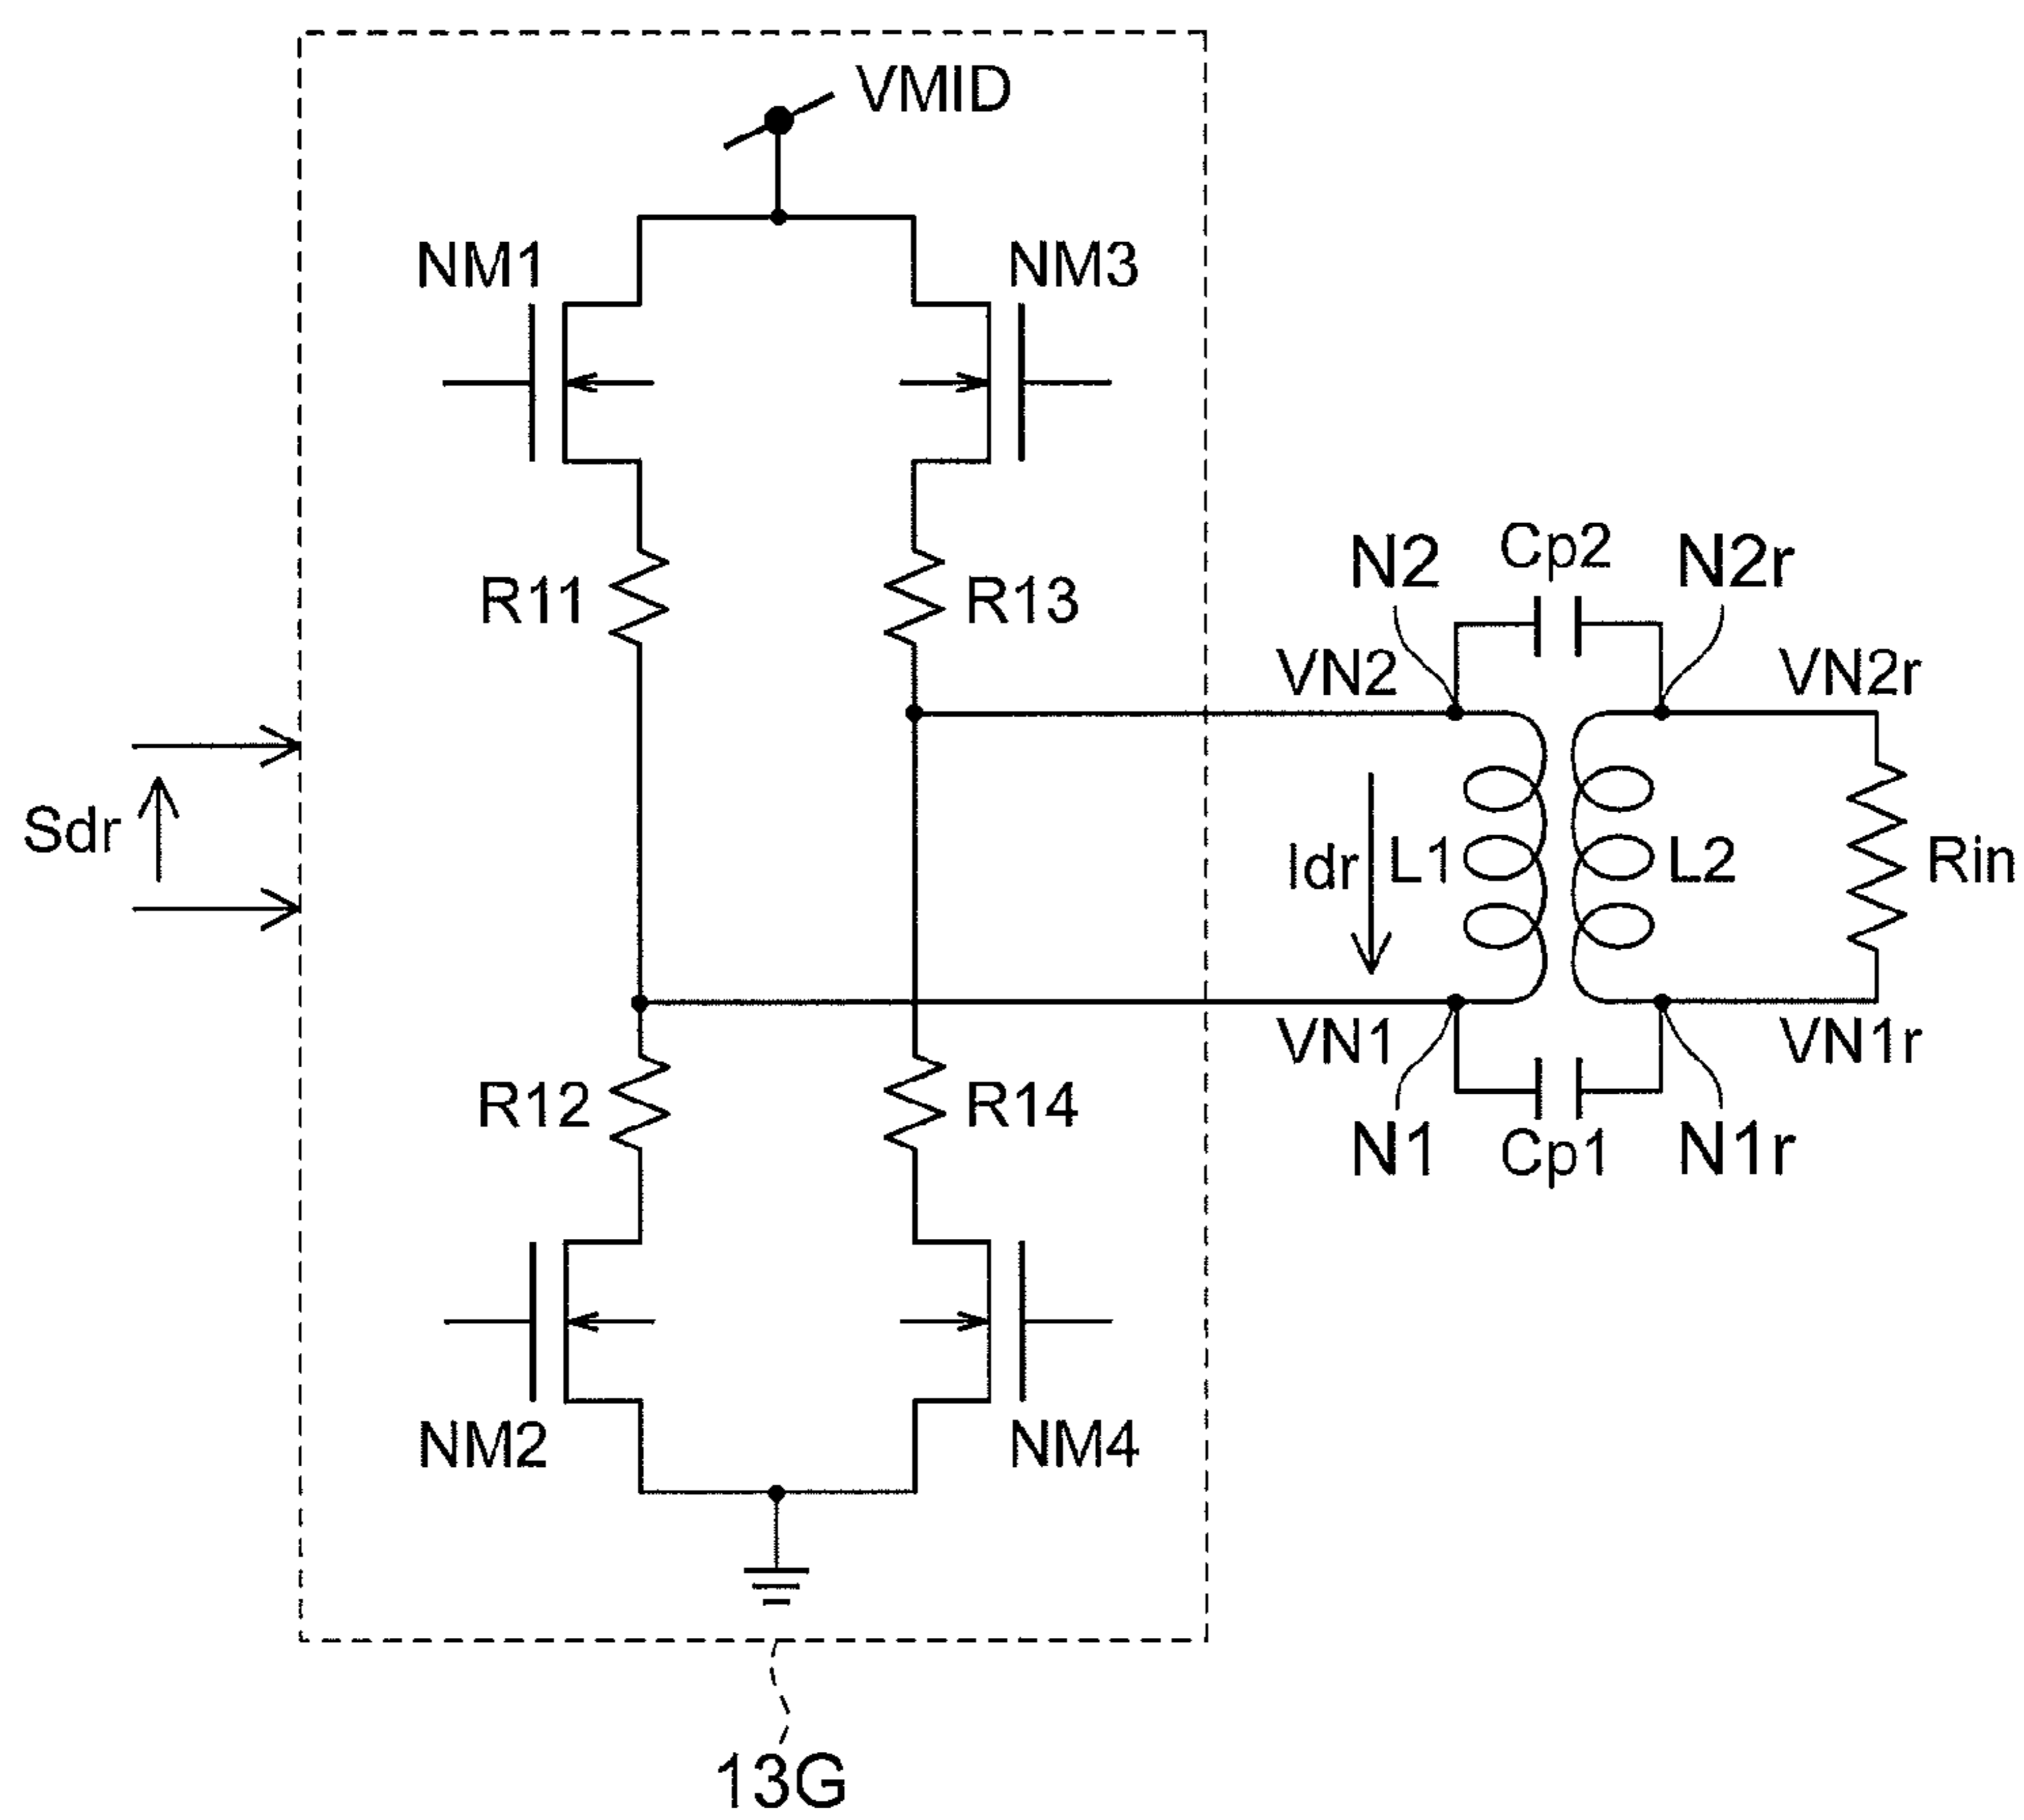 VMID
NM1
NM3
R11
R13
N2
Cp2
N2r
VN2
VN2r
Sdr
Idr
L1
L2
Rin
VN1
VN1r
R12
R14
N1
Cp1
N1r
NM2
NM4
13G